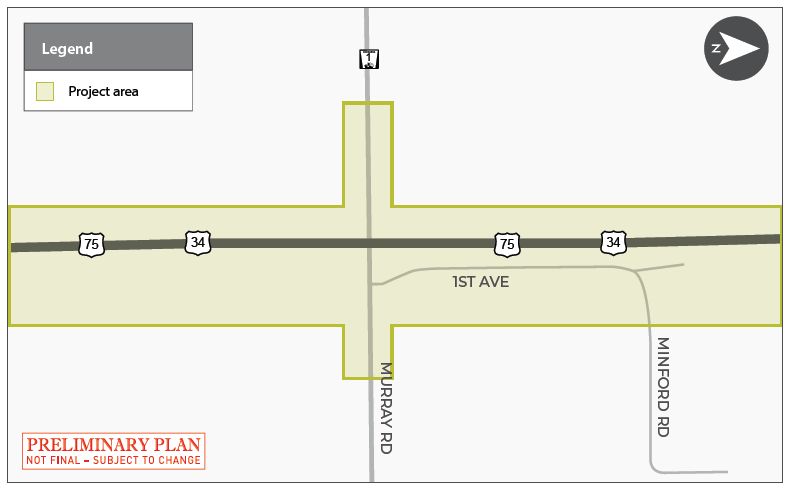 Legend
Project area
1
N
75
34
75
34
1ST AVE
MURRAY RD
MINFORD RD
PRELIMINARY PLAN
NOT FINAL – SUBJECT TO CHANGE